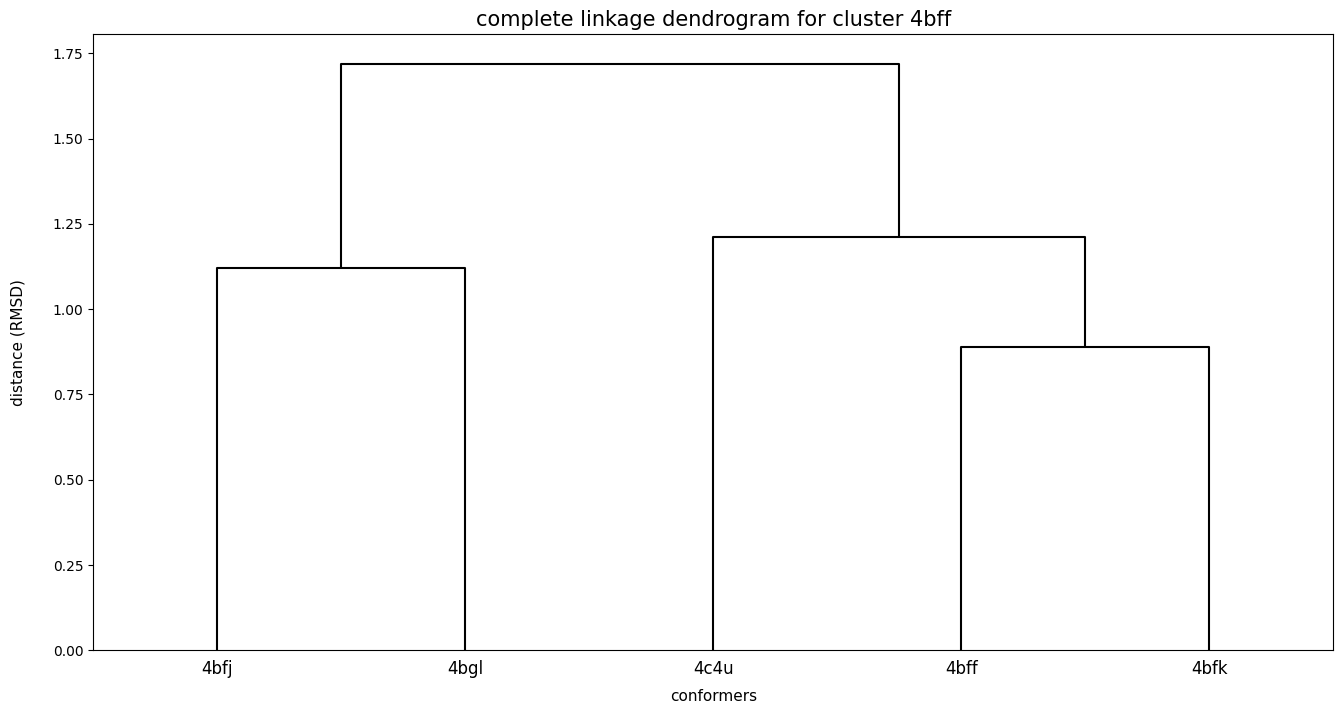 complete linkage dendrogram for cluster 4bff
1.75
1.50
1.25
1.00
0.75
0.50
0.25
0.00
distance (RMSD)
4bfj 4bgl 4c4u 4bff 4bfk
conformers